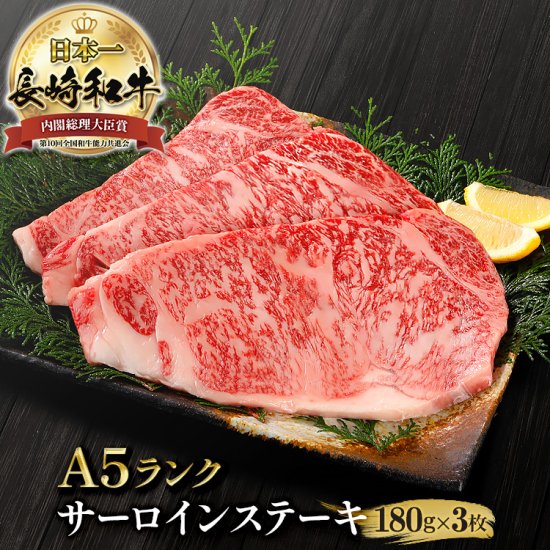 日本一
長崎和牛
内閣総理大臣賞
第10回全国和牛能力共進会
A5ランク
サーロインステーキ 180g×3枚